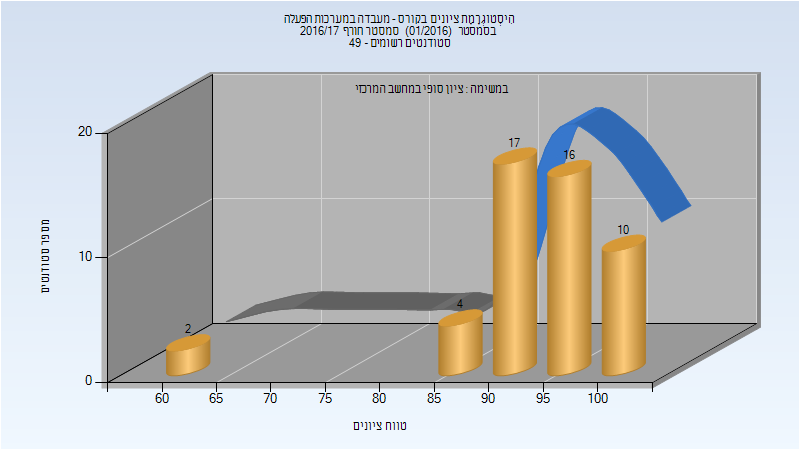 היסטוגרמת ציונים בקורס - מעבדה במערכות הפעלה
בסמסטר (01/2016) סמסטר חורף 2016/17
סטודנטים רשומים - 49
במשימה : ציון סופי במחשב המרכזי
מספר סטודנטים
20
10
0
2
4
17
16
10
60 65 70 75 80 85 90 95 100
טווח ציונים